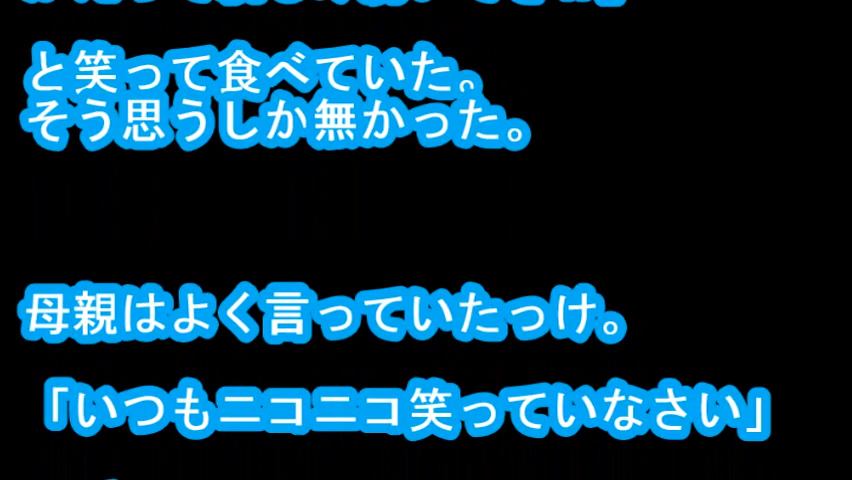 と笑って食べていた。
そう思うしか無かった。
母親はよく言っていたっけ。
「いつもニコニコ笑っていなさい」